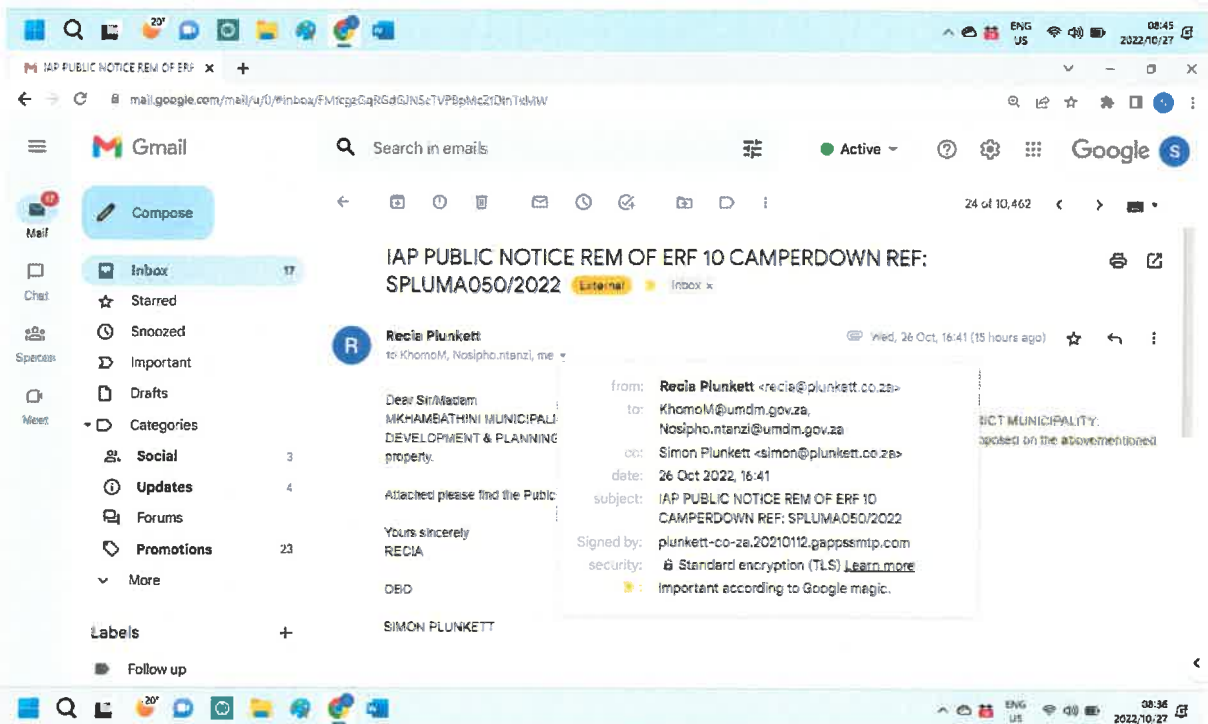 20°
ENG
US
08:45
2022/10/27
IAP PUBLIC NOTICE REM OF ERF
mail.google.com/mail/u/0/#inbox/
Gmail
Search in emails
Active
Google
S
17
Mail
Compose
24 of 10,462
Inbox 17
Starred
Snoozed
Important
Drafts
Categories
Social 3
Updates 4
Forums
Promotions 23
More
Labels
Follow up
Chat
Spaces
Meet
IAP PUBLIC NOTICE REM OF ERF 10 CAMPERDOWN REF:
SPLUMA050/2022 External Inbox x
R
Recia Plunkett
Wed, 26 Oct, 16:41 (15 hours ago)
to KhomoM, Nosipho.ntanzi, me
Dear Sir/Madam
MKHAMBATHINI MUNICIPALI
RICT MUNICIPALITY:
DEVELOPMENT & PLANNING
oposed on the abovementioned
property.
Attached please find the Public
Yours sincerely
RECIA
OBO
SIMON PLUNKETT
from: Recia Plunkett <recia@plunkett.co.za>
to: KhomoM@umdm.gov.za,
Nosipho.ntanzi@umdm.gov.za
cc: Simon Plunkett <simon@plunkett.co.za>
date: 26 Oct 2022, 16:41
subject: IAP PUBLIC NOTICE REM OF ERF 10
CAMPERDOWN REF: SPLUMA050/2022
Signed by: plunkett-co-za.20210112.gappssmtp.com
security: Standard encryption (TLS) Learn more
: Important according to Google magic.
20°
ENG
US
08:36
2022/10/27